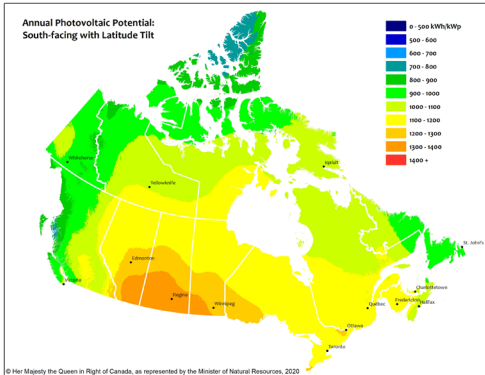 Annual Photovoltaic Potential:
South-facing with Latitude Tilt
0 - 500 kWh/kWp
500 - 600
600 - 700
700 - 800
800 - 900
900 - 1000
1000 - 1100
1100 - 1200
1200 - 1300
1300 - 1400
1400 +
Whitehorse
Yellowknife
Iqaluit
St. John's
Edmonton
Regina
Winnipeg
Charlottetown
Fredericton
Halifax
Québec
Ottawa
Toronto
© Her Majesty the Queen in Right of Canada, as represented by the Minister of Natural Resources, 2020